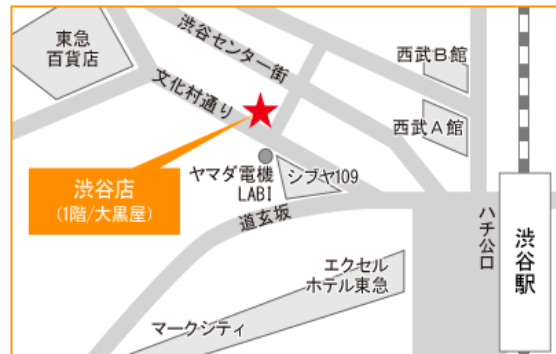 東急
百貨店
渋谷センター街
文化村通り
西武B館
西武A館
渋谷店
(1階/大黒屋)
ヤマダ電機
LABI
シブヤ109
道玄坂
ハチ公口
渋谷駅
エクセル
ホテル東急
マークシティ